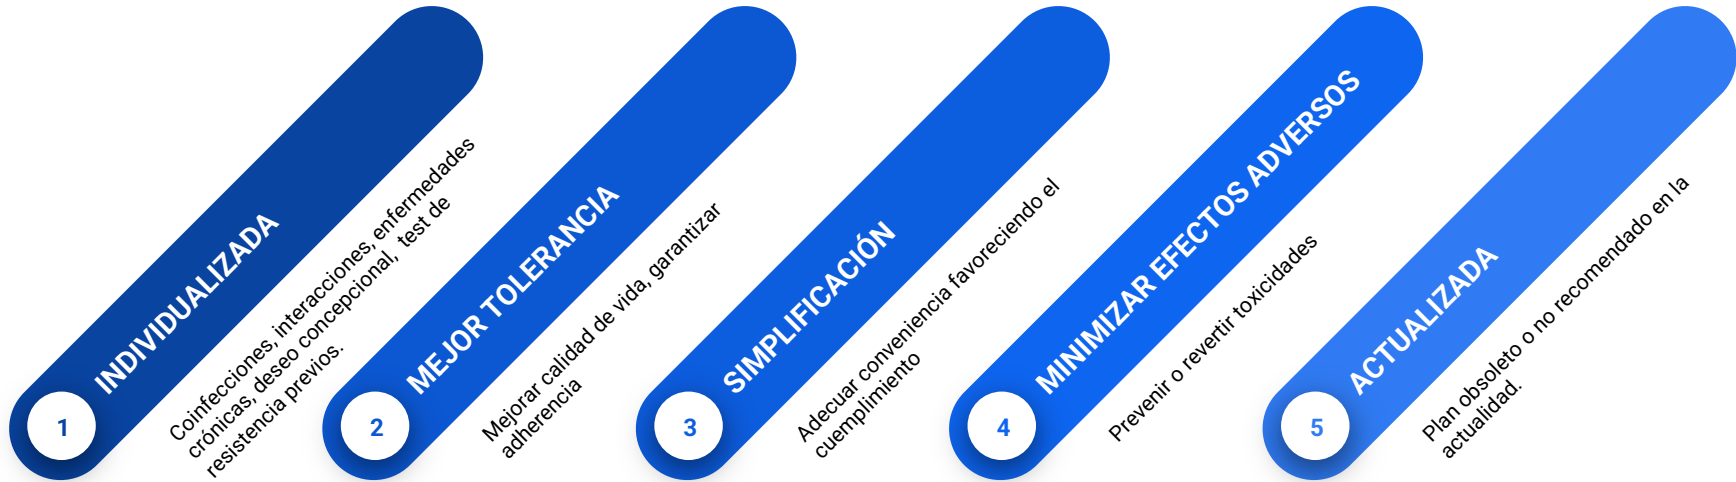 1
INDIVIDUALIZADA
Coinfecciones, interacciones, enfermedades
crónicas, deseo concepcional, test de
resistencia previos.
2
MEJOR TOLERANCIA
Mejorar calidad de vida, garantizar
adherencia
3
SIMPLIFICACIÓN
Adecuar conveniencia favoreciendo el
cuemplimiento
4
MINIMIZAR EFECTOS ADVERSOS
Prevenir o revertir toxicidades
5
ACTUALIZADA
Plan obsoleto o no recomendado en la
actualidad.